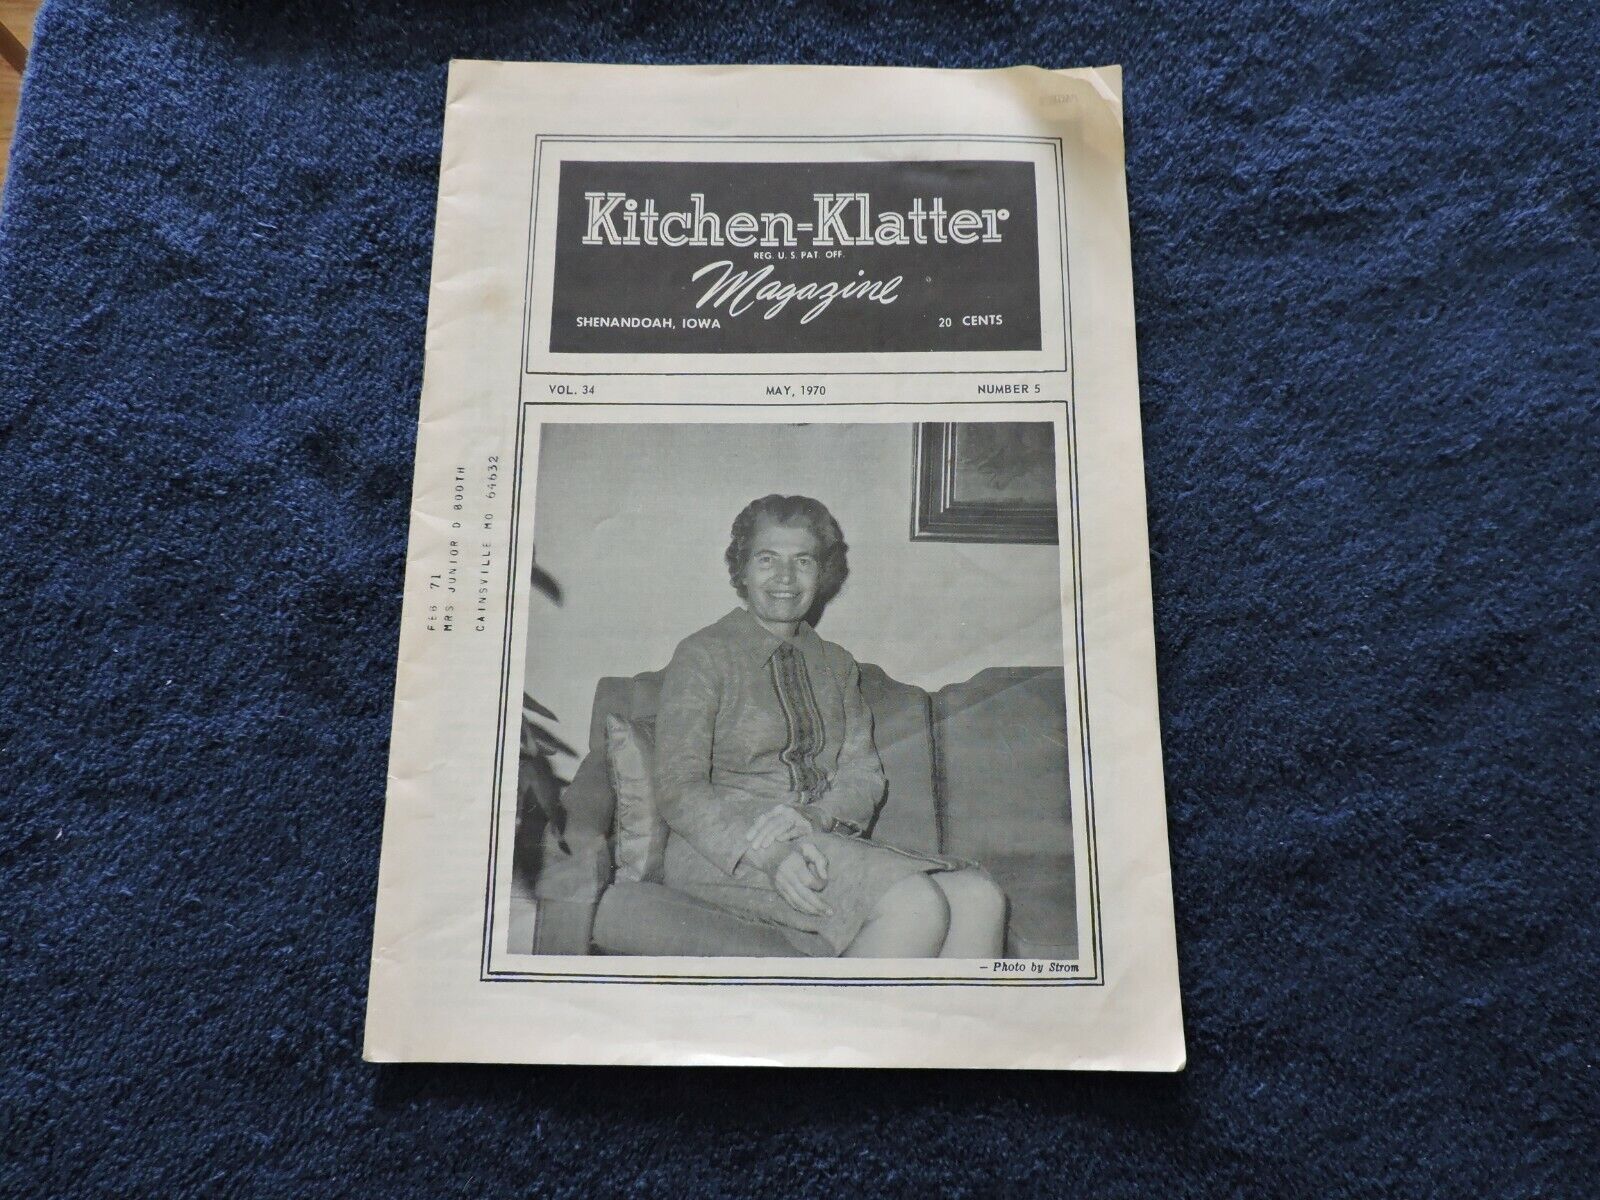 Kitchen-Klatter
REG. U. S. PAT. OFF.
Magazine
SHENANDOAH, IOWA
20 CENTS
VOL. 34
MAY, 1970
NUMBER 5
FEB 71
MRS JUNIOR D BOOTH
CAINSVILLE MO 64632
— Photo by Strom